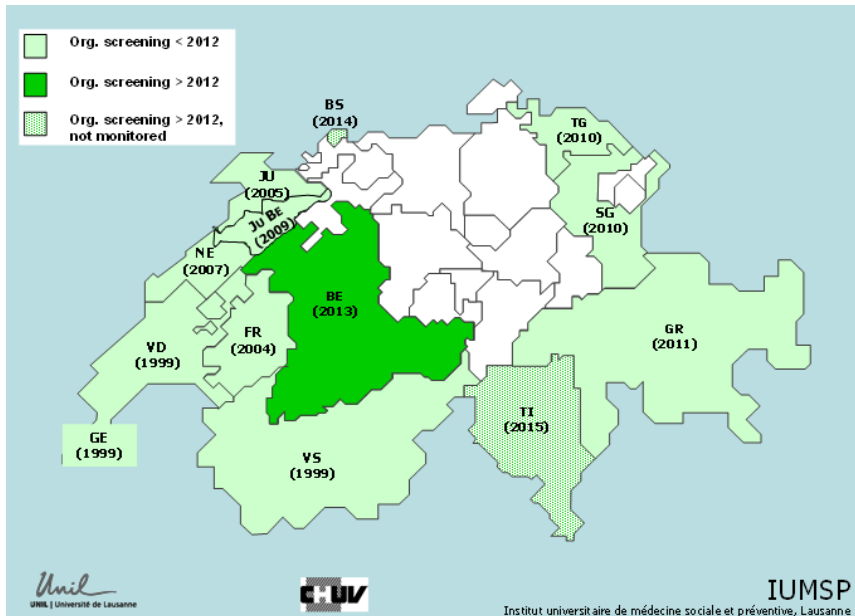 Org. screening < 2012
Org. screening > 2012
Org. screening > 2012,
not monitored
BS
(2014)
TG
(2010)
JU
(2005)
SG
(2010)
JU BE
(2009)
NE
(2007)
BE
(2013)
GR
(2011)
FR
(2004)
VD
(1999)
TI
(2015)
GE
(1999)
VS
(1999)
Unil
UNIL | Université de Lausanne
CHUV
IUMSP
Institut universitaire de médecine sociale et préventive, Lausanne